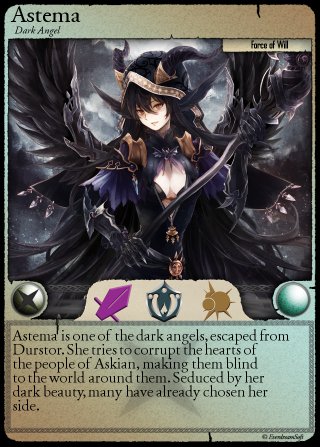 Astema
Dark Angel
Force of Will
Astema is one of the dark angels, escaped from
Durstor. She tries to corrupt the hearts of
the people of Askian, making them blind
to the world around them. Seduced by her
dark beauty, many have already chosen her
side.
© EverdreamSoft